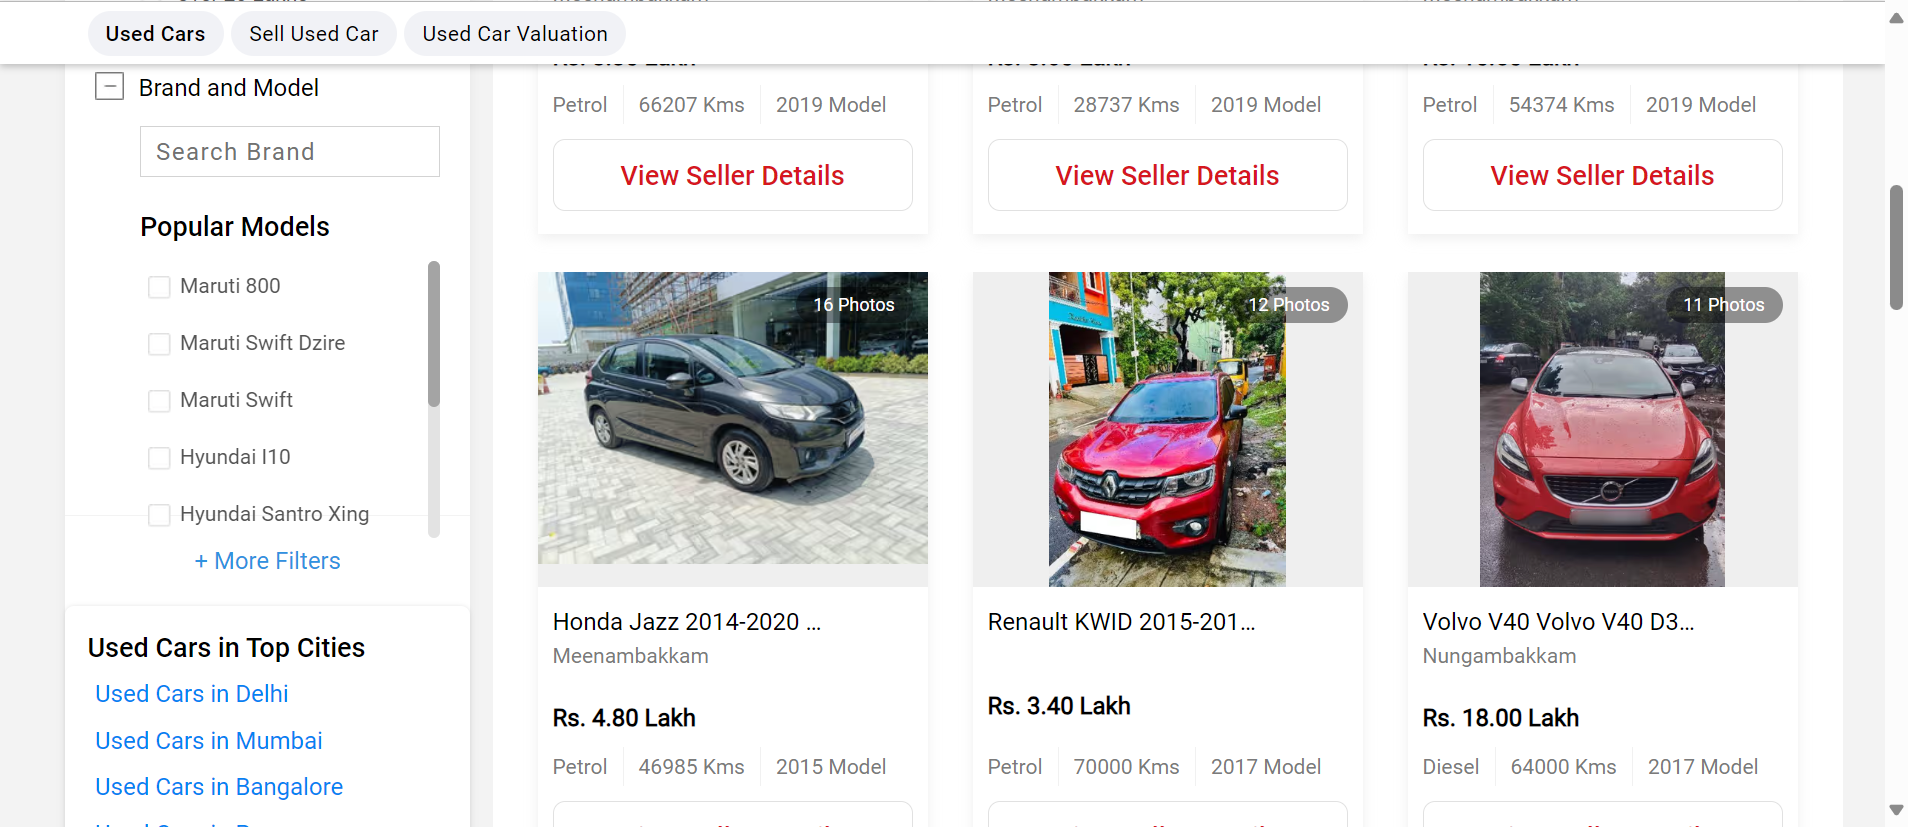 Used Cars
Sell Used Car
Used Car Valuation
Brand and Model
Search Brand
Popular Models
Maruti 800
Maruti Swift Dzire
Maruti Swift
Hyundai I10
Hyundai Santro Xing
+ More Filters
Used Cars in Top Cities
Used Cars in Delhi
Used Cars in Mumbai
Used Cars in Bangalore
Petrol 66207 Kms 2019 Model
View Seller Details
Petrol 28737 Kms 2019 Model
View Seller Details
Petrol 54374 Kms 2019 Model
View Seller Details
16 Photos
Honda Jazz 2014-2020 ...
Meenambakkam
Rs. 4.80 Lakh
Petrol 46985 Kms 2015 Model
12 Photos
Renault KWID 2015-201...
Rs. 3.40 Lakh
Petrol 70000 Kms 2017 Model
11 Photos
Volvo V40 Volvo V40 D3...
Nungambakkam
Rs. 18.00 Lakh
Diesel 64000 Kms 2017 Model